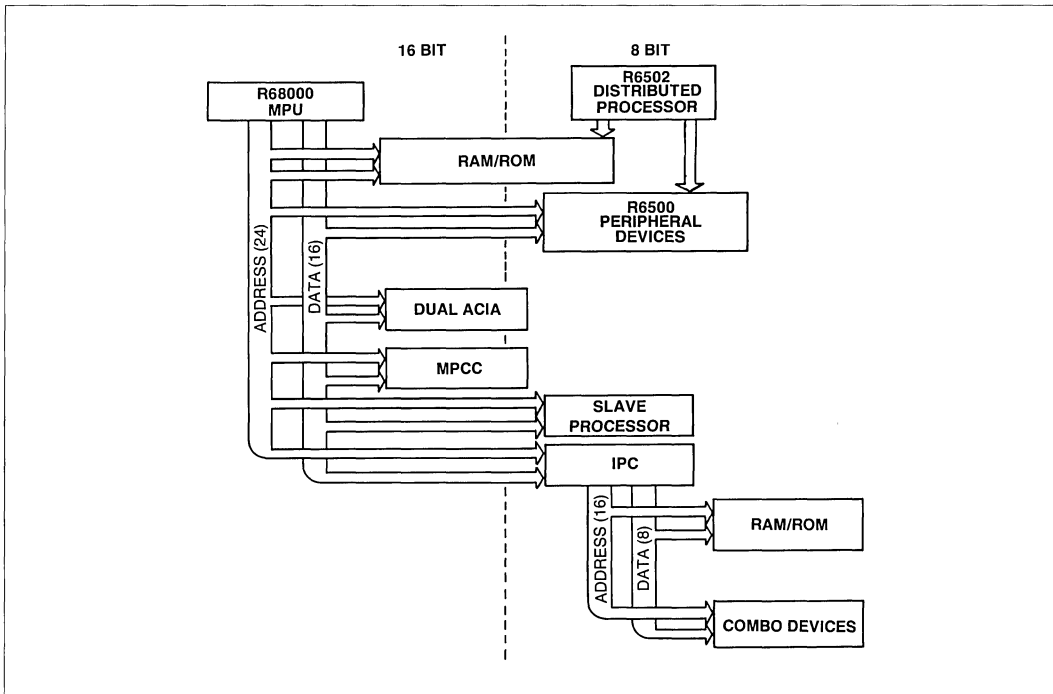 16 BIT
8 BIT
R68000
MPU
R6502
DISTRIBUTED
PROCESSOR
RAM/ROM
R6500
PERIPHERAL
DEVICES
ADDRESS (24)
DATA (16)
DUAL ACIA
MPCC
SLAVE
PROCESSOR
IPC
ADDRESS (16)
DATA (8)
RAM/ROM
COMBO DEVICES